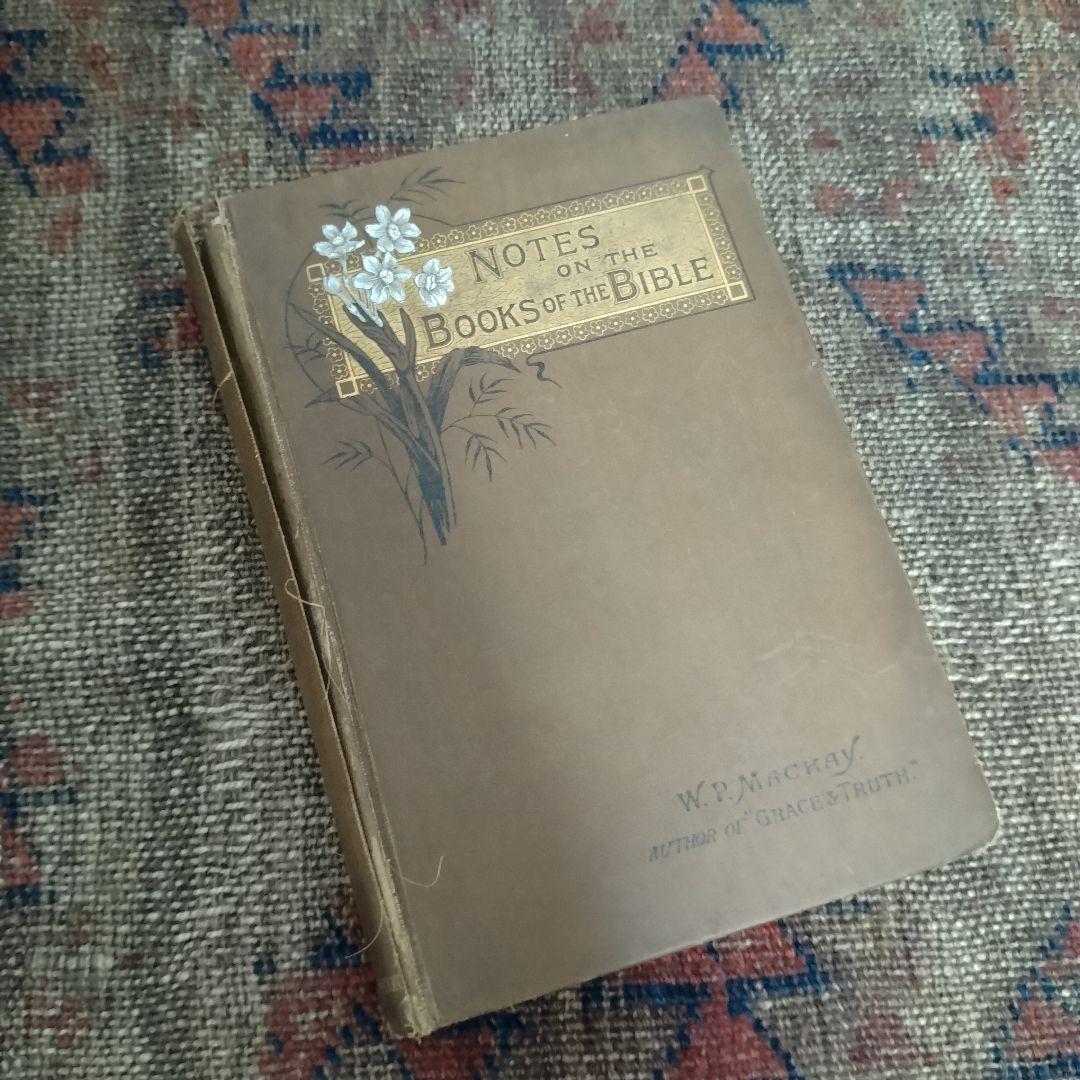 NOTES
ON THE
BOOKS OF THE BIBLE
W. P. MACKAY.
AUTHOR OF "GRACE & TRUTH."